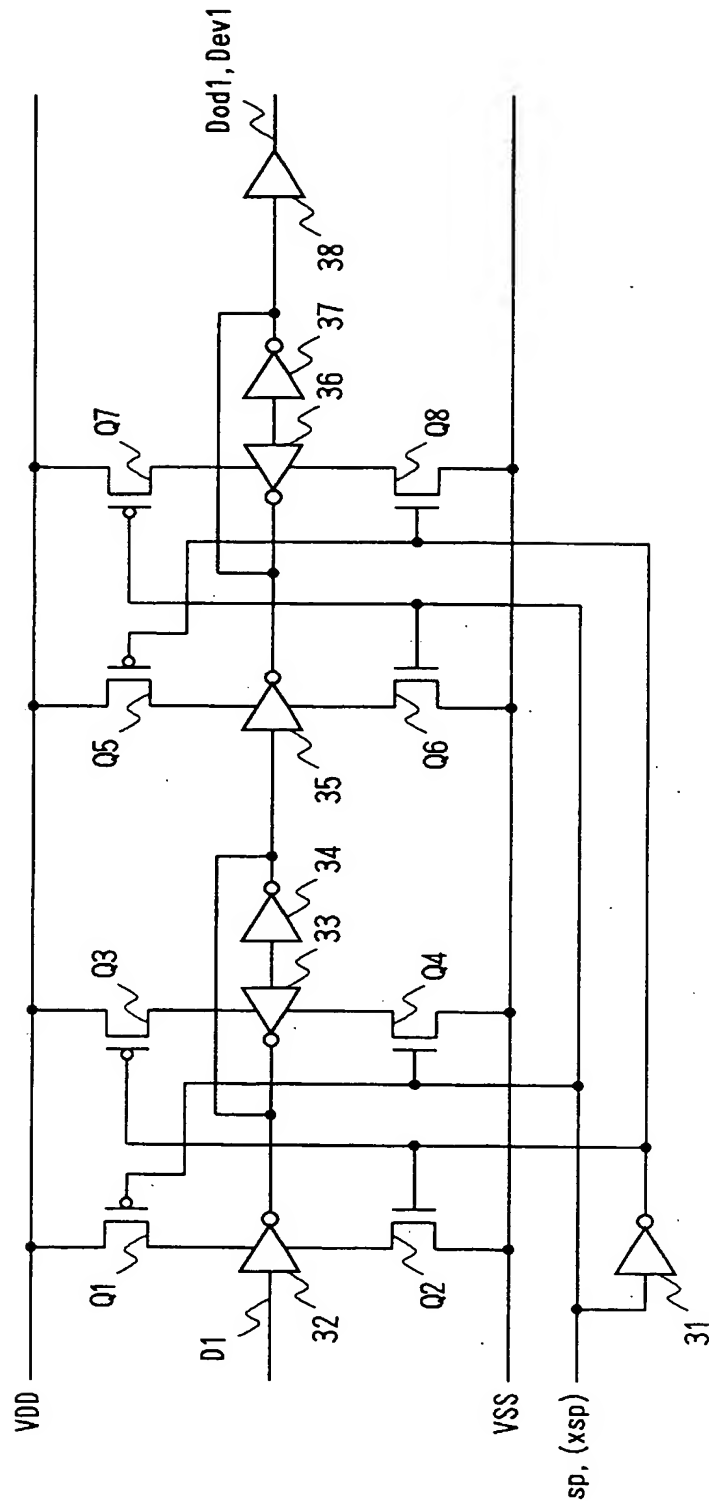 VDD
Q1
Q3
Q5
Q7
D1
32
33
34
35
36
37
38
Dod1, Dev1
Q2
Q4
Q6
Q8
VSS
sp, (xsp)
31